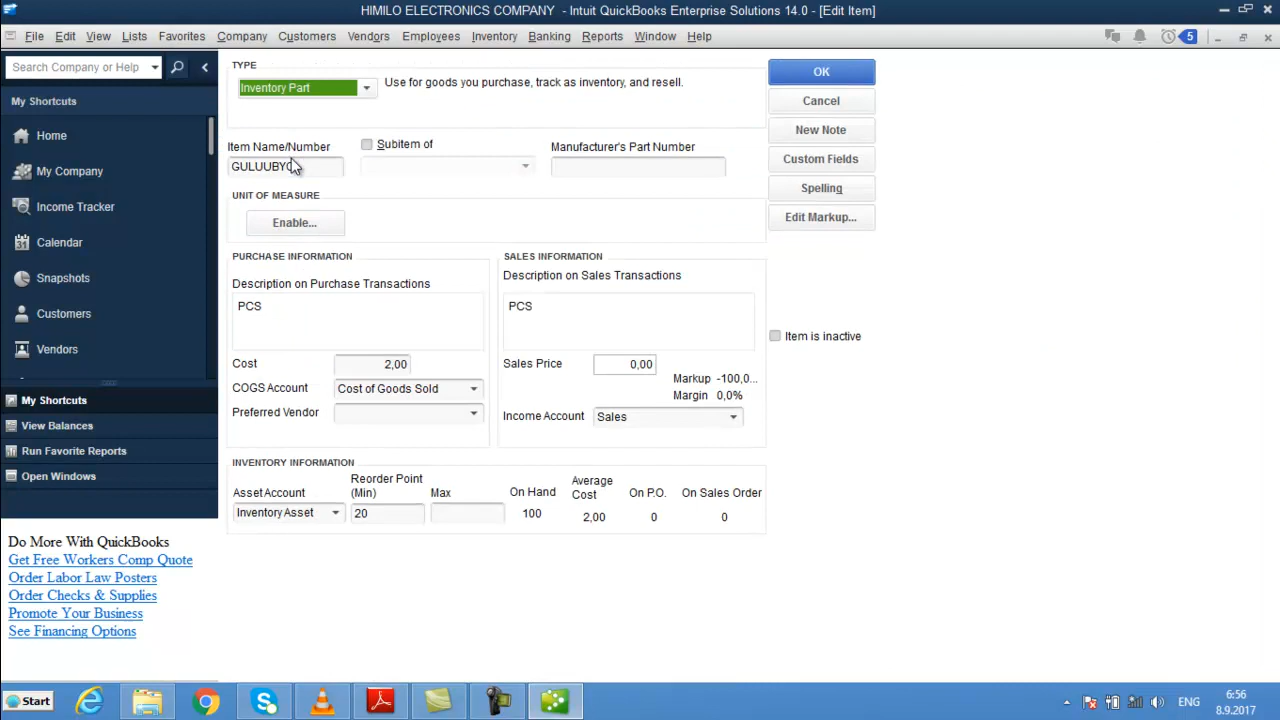 HIMILO ELECTRONICS COMPANY - Intuit QuickBooks Enterprise Solutions 14.0 - [Edit Item]
File Edit View Lists Favorites Company Customers Vendors Employees Inventory Banking Reports Window Help 5
Search Company or Help
My Shortcuts
Home
My Company
Income Tracker
Calendar
Snapshots
Customers
Vendors
My Shortcuts
View Balances
Run Favorite Reports
Open Windows
Do More With QuickBooks
Get Free Workers Comp Quote
Order Labor Law Posters
Order Checks & Supplies
Promote Your Business
See Financing Options
TYPE
Inventory Part
Use for goods you purchase, track as inventory, and resell.
Item Name/Number
Subitem of
Manufacturer's Part Number
UNIT OF MEASURE
Enable...
PURCHASE INFORMATION
Description on Purchase Transactions
PCS
Cost 2,00
COGS Account Cost of Goods Sold
Preferred Vendor
SALES INFORMATION
Description on Sales Transactions
PCS
Sales Price 0,00
Markup -100,0...
Margin 0,0%
Income Account Sales
INVENTORY INFORMATION
Asset Account
Inventory Asset
Reorder Point
(Min)
20
Max
On Hand
100
Average
Cost
2,00
On P.O.
0
On Sales Order
0
OK
Cancel
New Note
Custom Fields
Spelling
Edit Markup...
Item is inactive
Start
ENG
6:56
8.9.2017